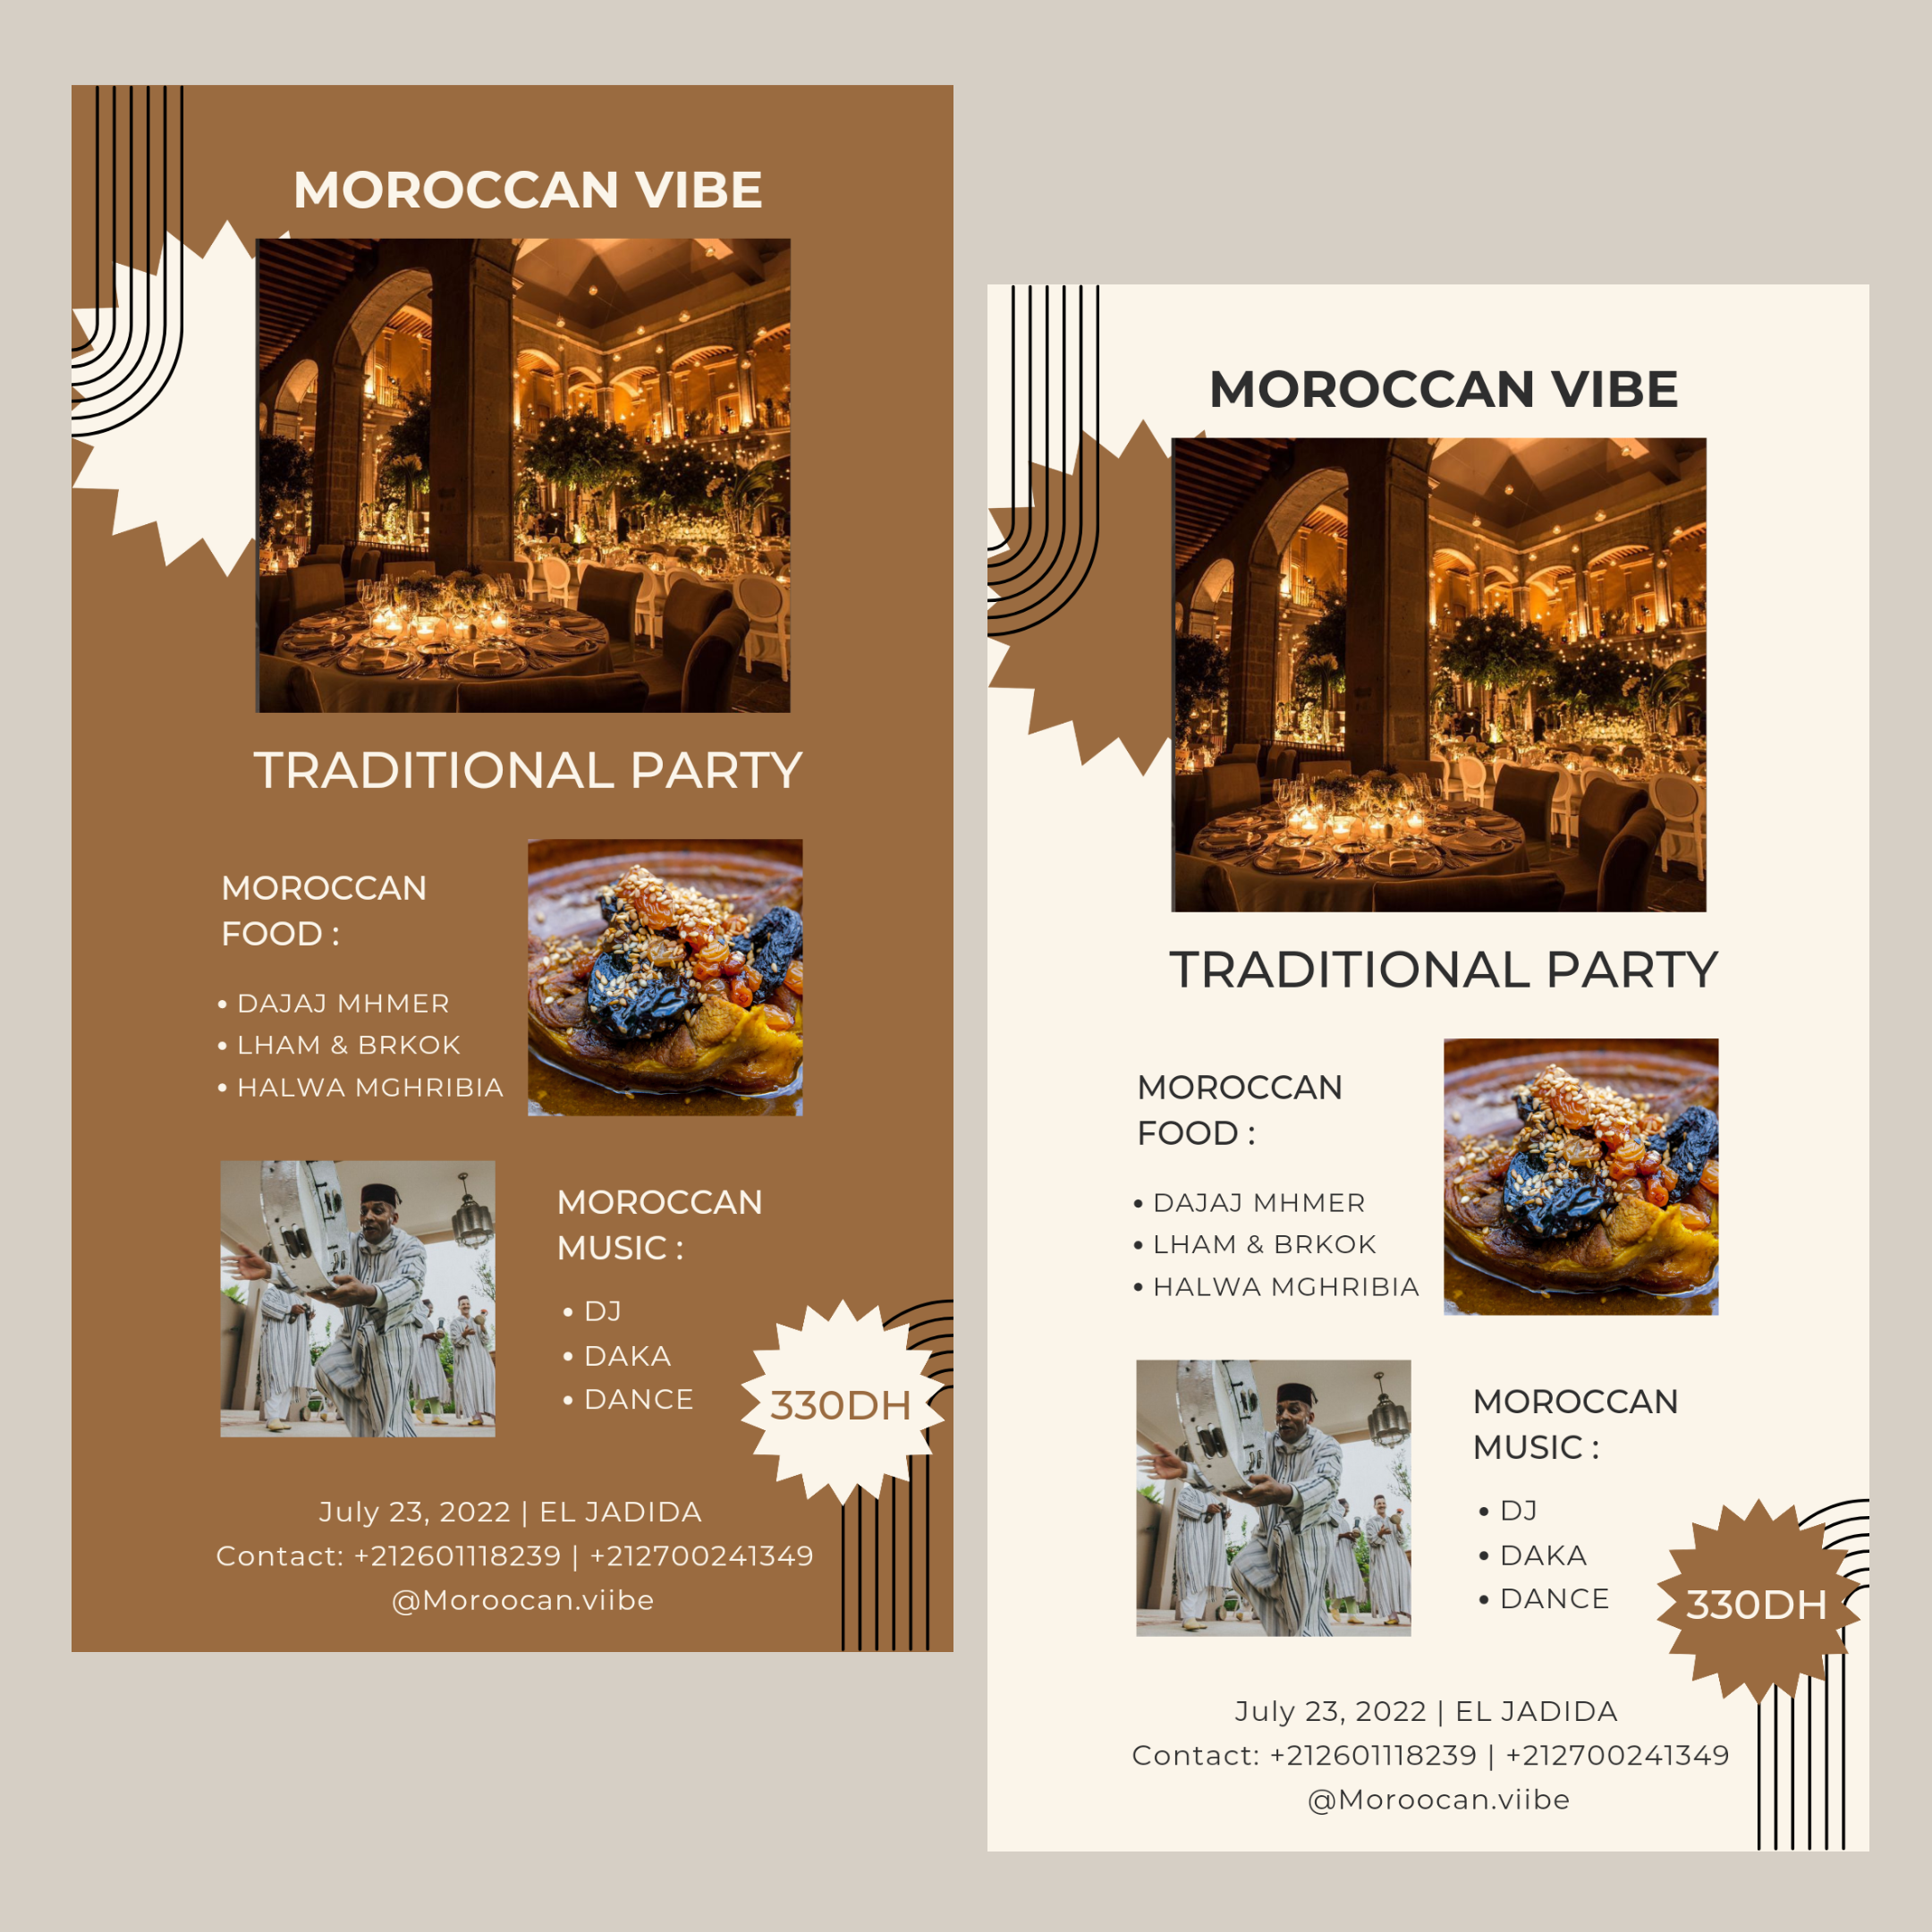 MOROCCAN VIBE
TRADITIONAL PARTY
MOROCCAN
FOOD :
• DAJAJ MHMER
• LHAM & BRKOK
• HALWA MGHRIBIA
MOROCCAN
MUSIC :
• DJ
• DAKA
• DANCE
330DH
July 23, 2022 | EL JADIDA
Contact: +212601118239 | +212700241349
@Moroocan.viibe
MOROCCAN VIBE
TRADITIONAL PARTY
MOROCCAN
FOOD :
• DAJAJ MHMER
• LHAM & BRKOK
• HALWA MGHRIBIA
MOROCCAN
MUSIC :
• DJ
• DAKA
• DANCE
330DH
July 23, 2022 | EL JADIDA
Contact: +212601118239 | +212700241349
@Moroocan.viibe